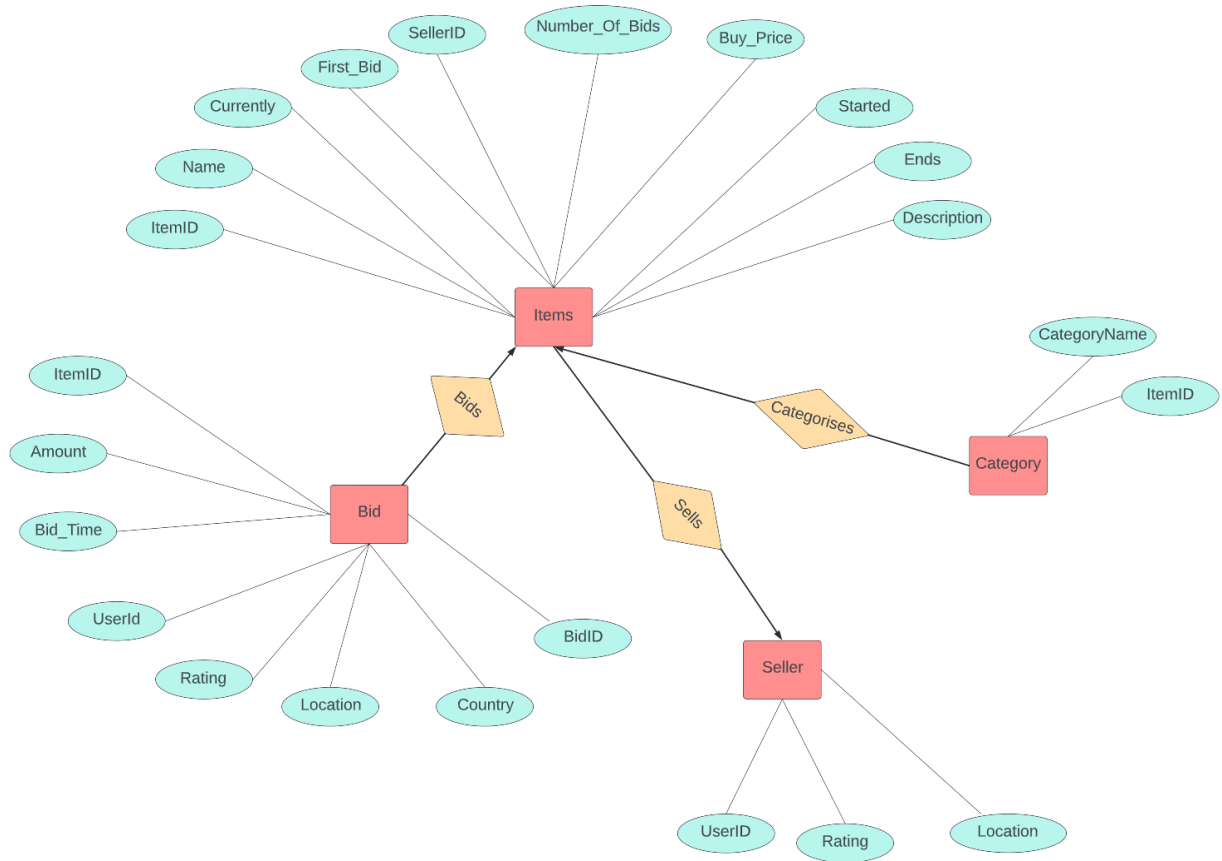 SellerID
Number_Of_Bids
Buy_Price
First_Bid
Currently
Started
Name
Ends
ItemID
Description
Items
CategoryName
ItemID
ItemID
Bids
Categorises
Category
Amount
Bid
Sells
Bid_Time
UserId
BidID
Rating
Location
Country
Seller
UserID
Rating
Location